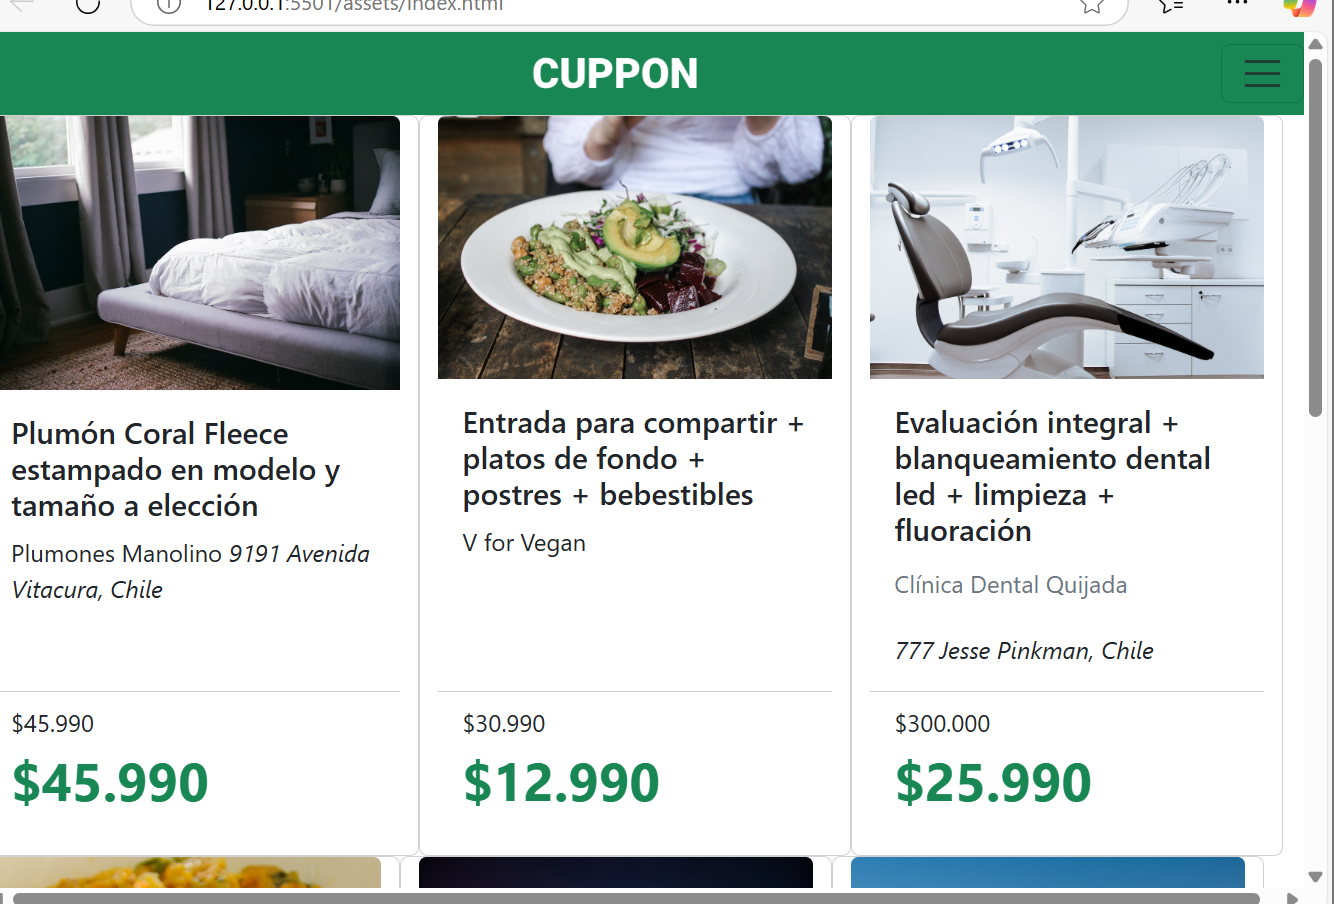 127.0.0.1:5501/assets/index.html
CUPPON
Plumón Coral Fleece
estampado en modelo y
tamaño a elección
Plumones Manolino 9191 Avenida
Vitacura, Chile
$45.990
$45.990
Entrada para compartir +
platos de fondo +
postres + bebestibles
V for Vegan
$30.990
$12.990
Evaluación integral +
blanqueamiento dental
led + limpieza +
fluoración
Clínica Dental Quijada
777 Jesse Pinkman, Chile
$300.000
$25.990